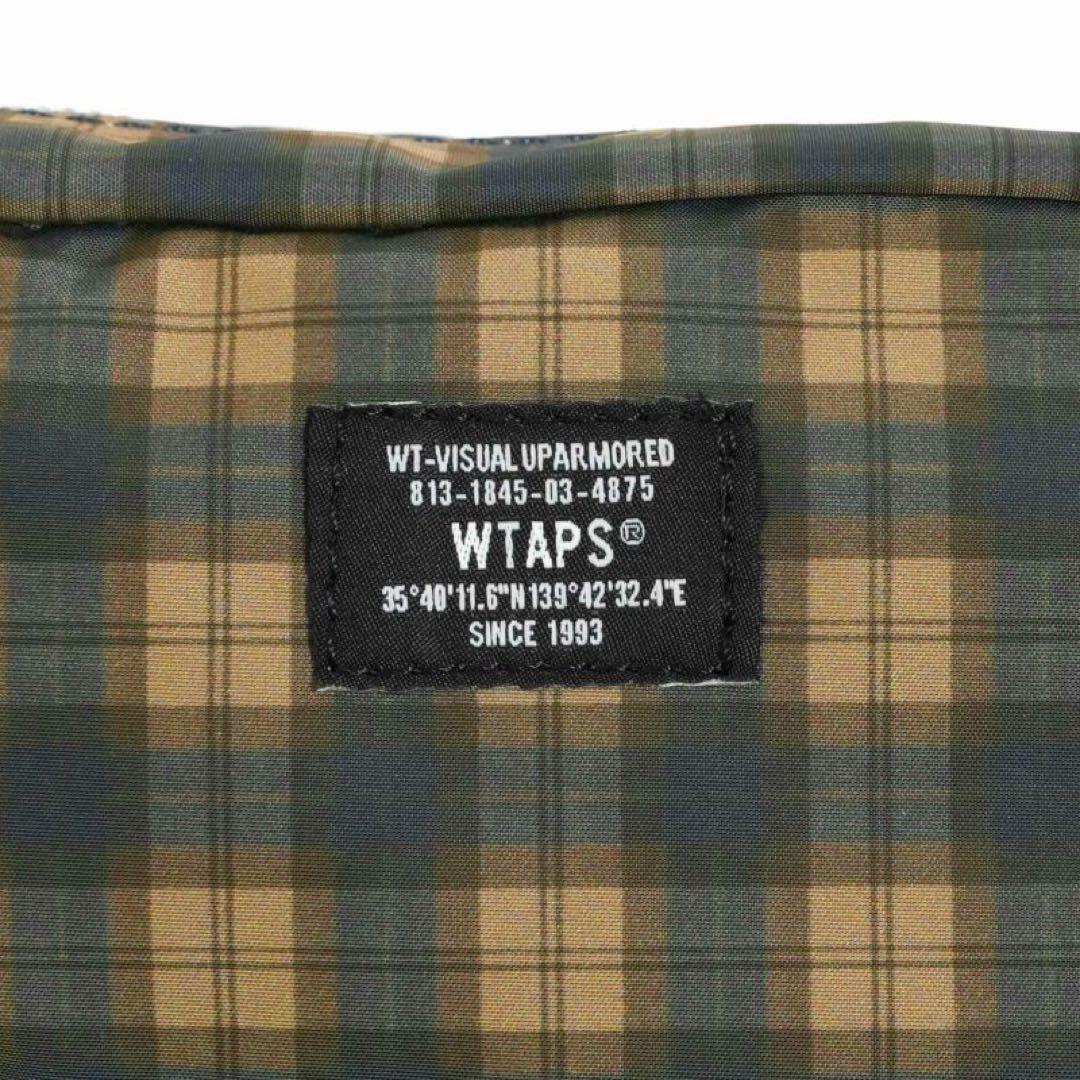 WT-VISUAL UPARMORED
813-1845-03-4875
WTAPS®
35°40'11.6"N 139°42'32.4"E
SINCE 1993